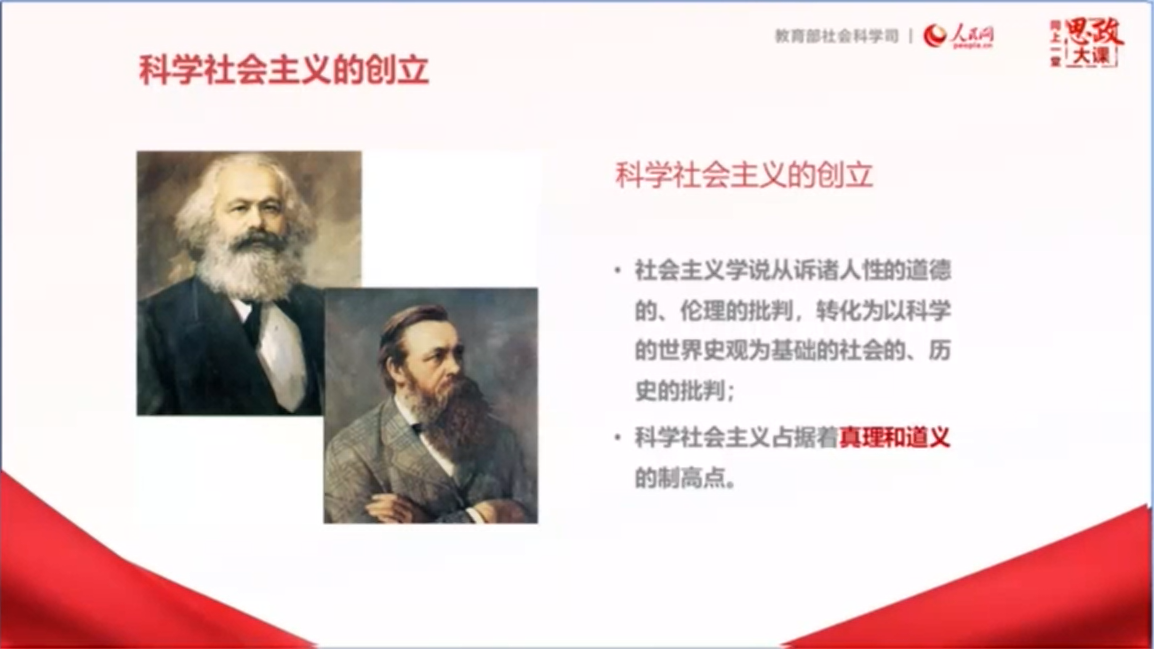 教育部社会科学司 | 人民网
people.cn
网上一堂 思政大课
科学社会主义的创立
科学社会主义的创立
• 社会主义学说从诉诸人性的道德
的、伦理的批判，转化为以科学
的世界史观为基础的社会的、历
史的批判；
• 科学社会主义占据着真理和道义
的制高点。